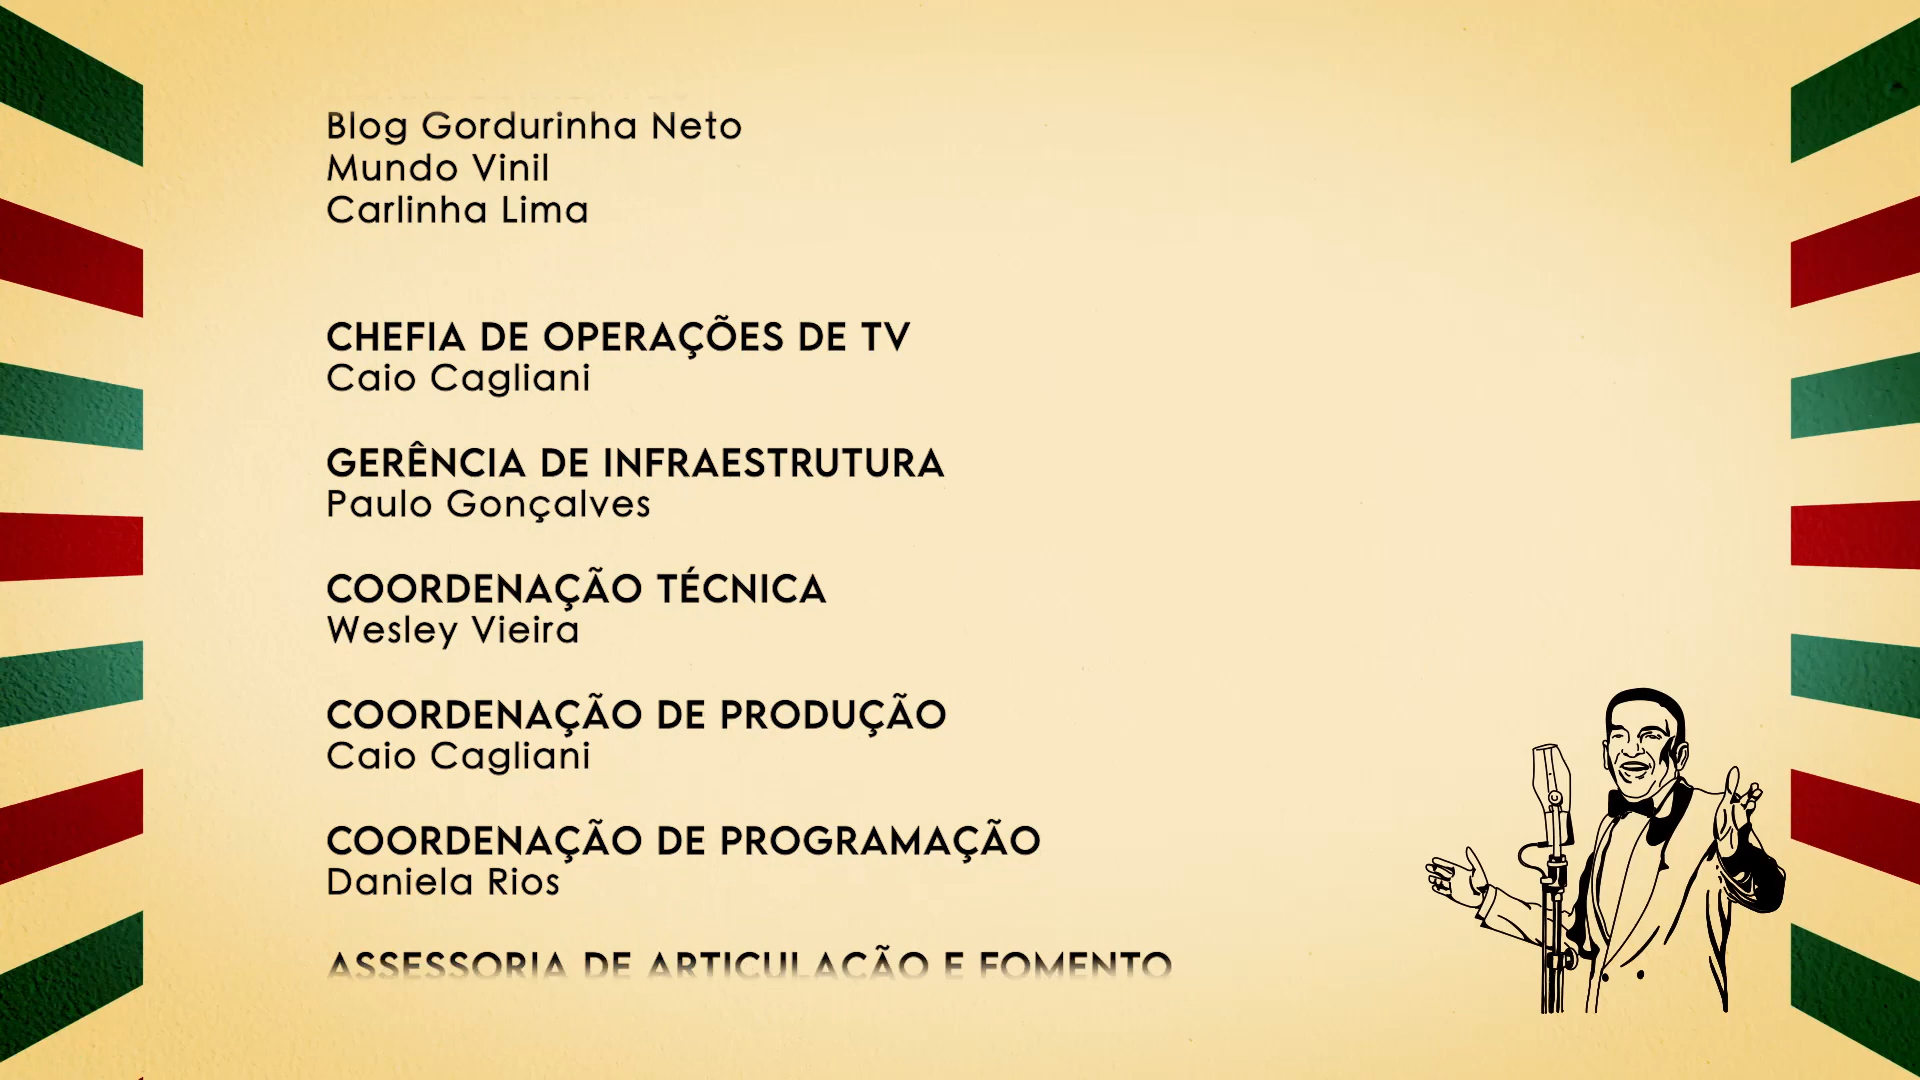 Blog Gordurinha Neto
Mundo Vinil
Carlinha Lima
CHEFIA DE OPERAÇÕES DE TV
Caio Cagliani
GERÊNCIA DE INFRAESTRUTURA
Paulo Gonçalves
COORDENAÇÃO TÉCNICA
Wesley Vieira
COORDENAÇÃO DE PRODUÇÃO
Caio Cagliani
COORDENAÇÃO DE PROGRAMAÇÃO
Daniela Rios
ASSESSORIA DE ARTICULAÇÃO E FOMENTO